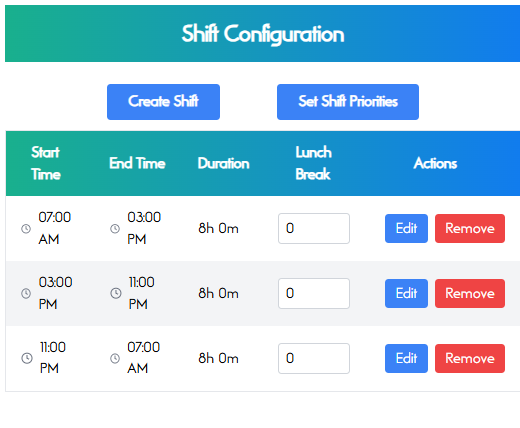 Shift Configuration
Create Shift Set Shift Priorities
Start Time End Time Duration Lunch Break Actions
07:00 AM 03:00 PM 8h 0m 0 Edit Remove
03:00 PM 11:00 PM 8h 0m 0 Edit Remove
11:00 PM 07:00 AM 8h 0m 0 Edit Remove